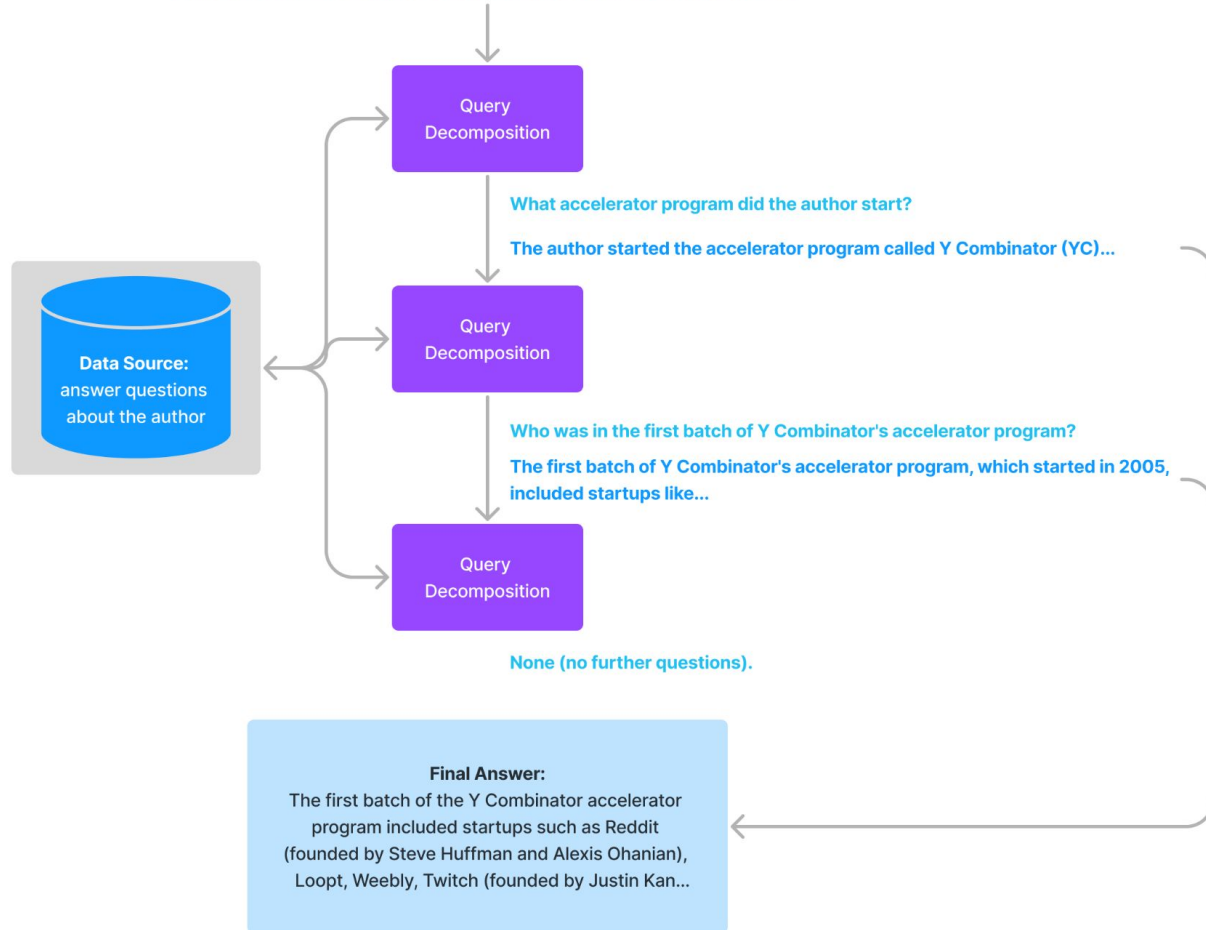 Query
Decomposition
What accelerator program did the author start?
The author started the accelerator program called Y Combinator (YC)...
Data Source:
answer questions
about the author
Query
Decomposition
Who was in the first batch of Y Combinator's accelerator program?
The first batch of Y Combinator's accelerator program, which started in 2005,
included startups like...
Query
Decomposition
None (no further questions).
Final Answer:
The first batch of the Y Combinator accelerator
program included startups such as Reddit
(founded by Steve Huffman and Alexis Ohanian),
Loopt, Weebly, Twitch (founded by Justin Kan...